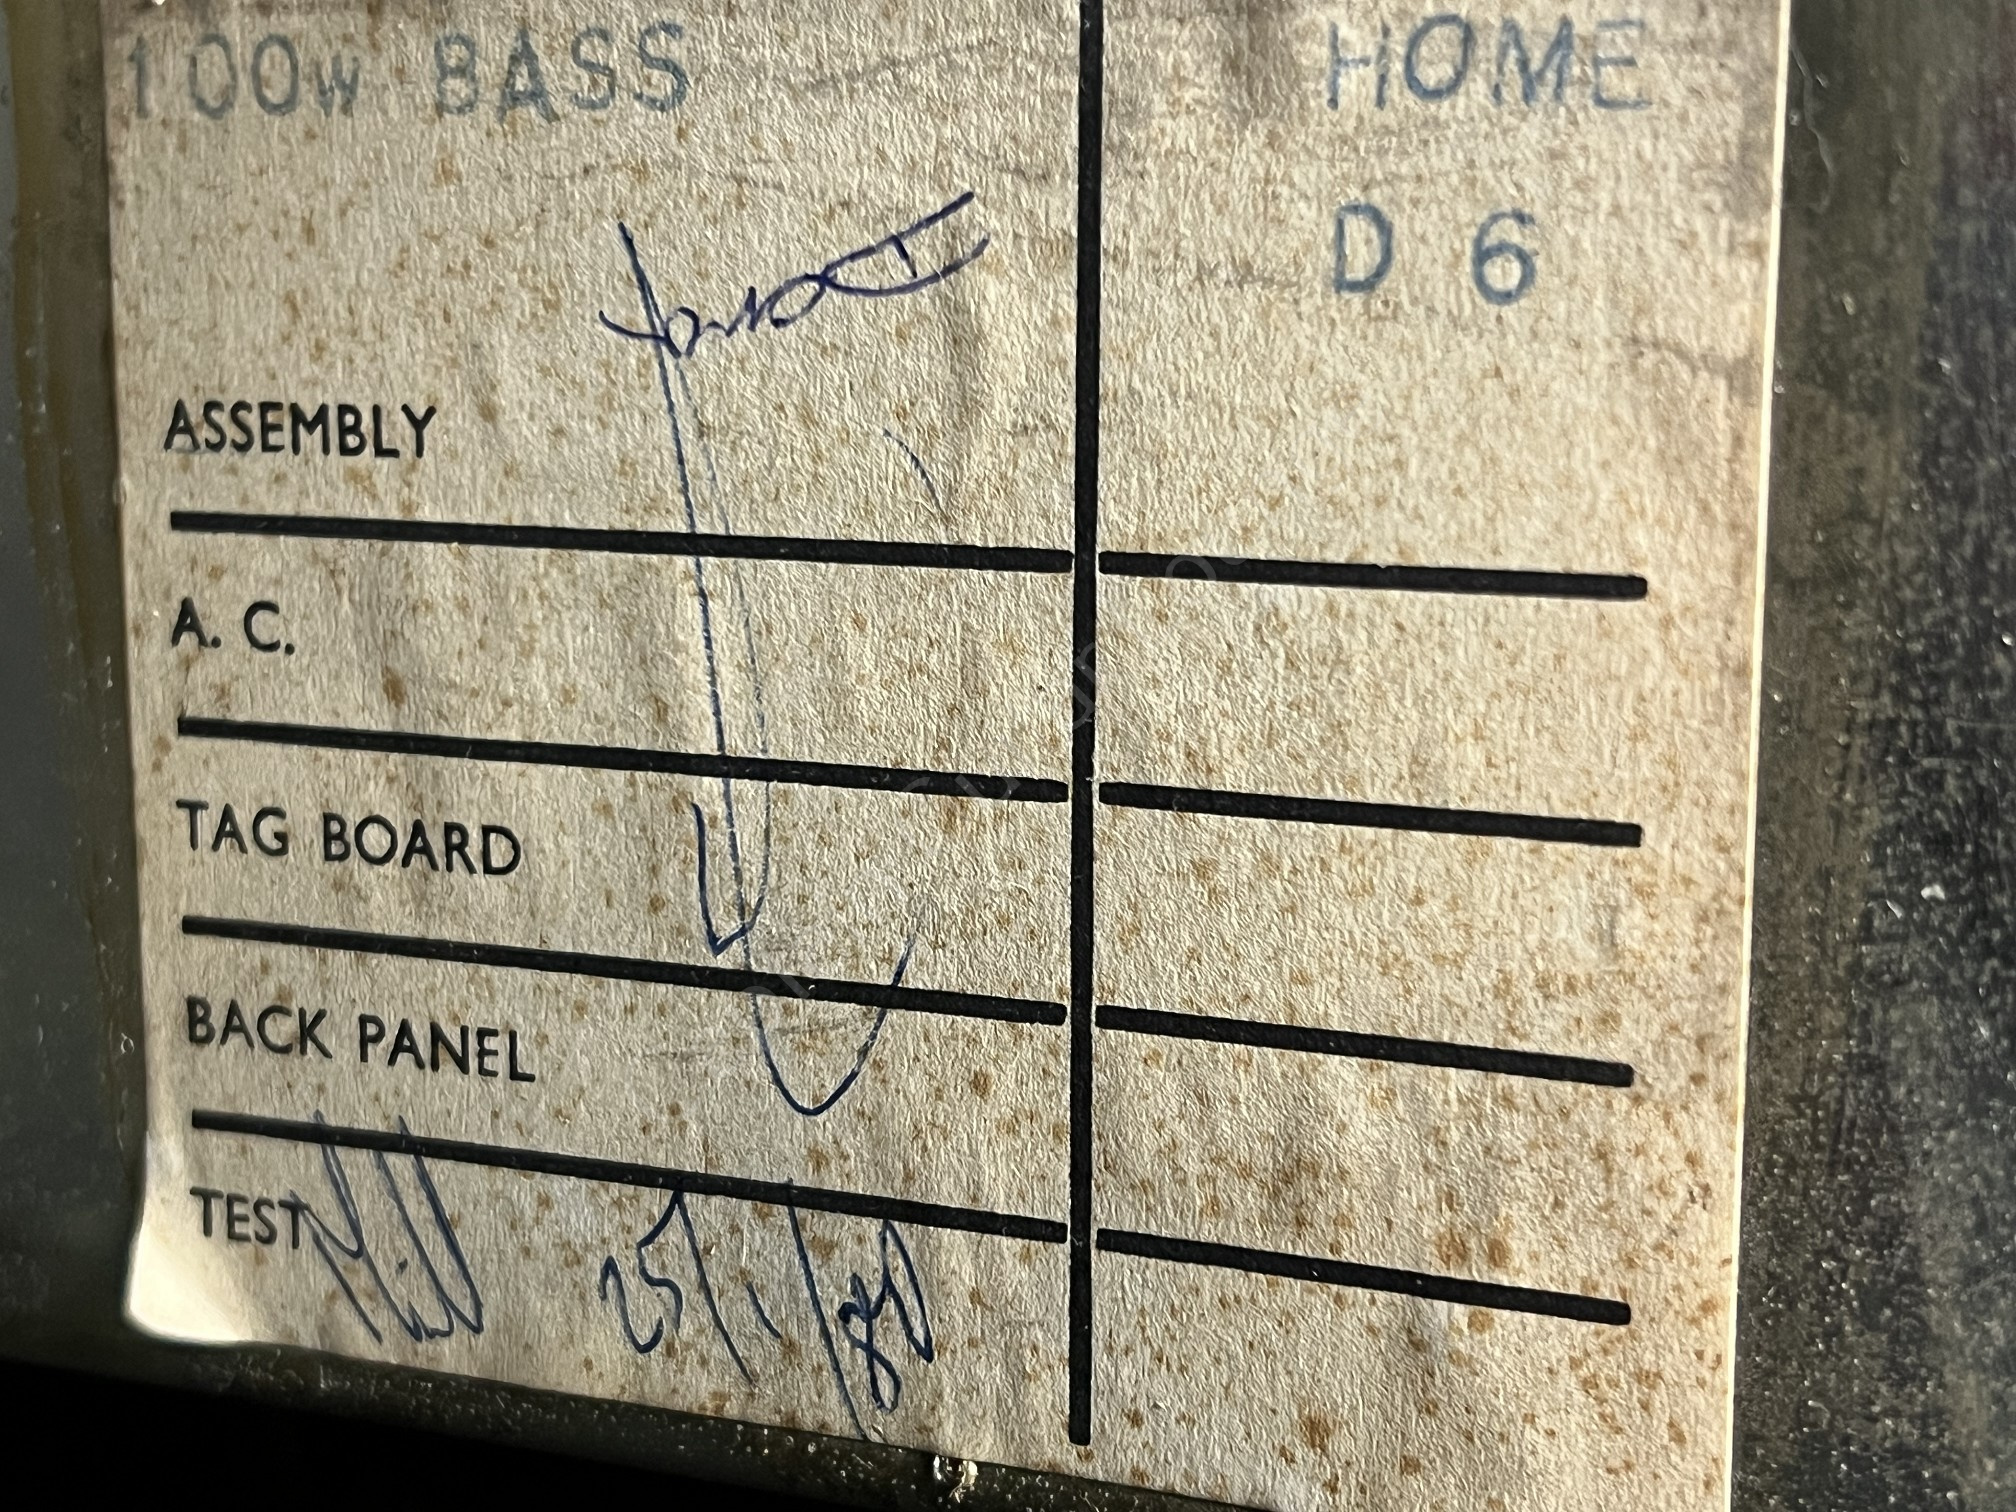 100w BASS HOME
D 6
ASSEMBLY
A. C.
TAG BOARD
BACK PANEL
TEST 25/1/80